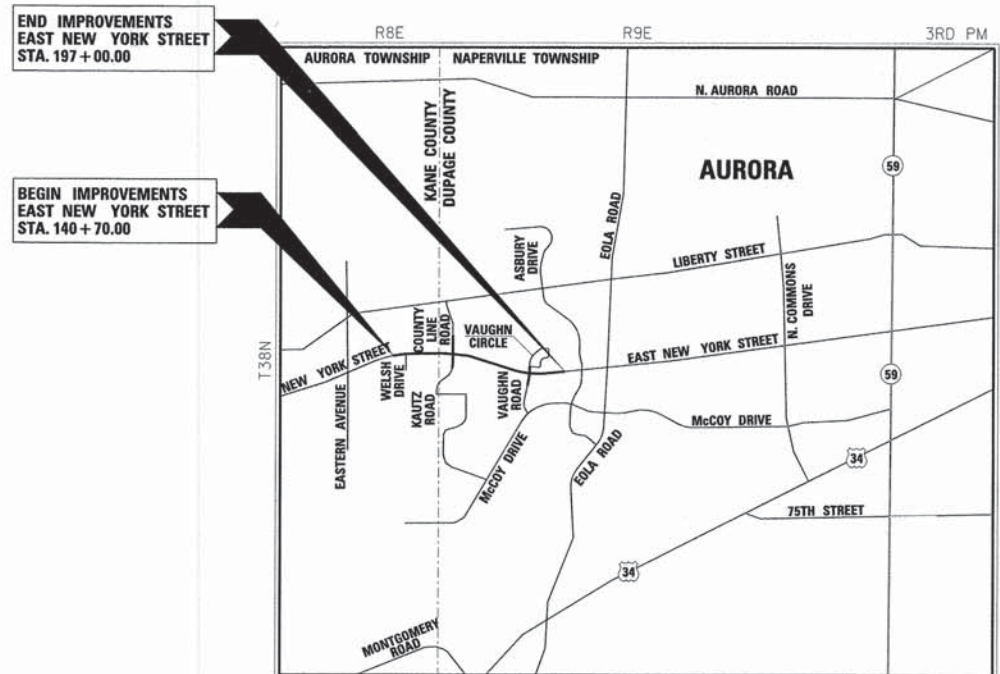 END IMPROVEMENTS
EAST NEW YORK STREET
STA. 197 + 00.00
R8E
R9E
3RD PM
AURORA TOWNSHIP
NAPERVILLE TOWNSHIP
N. AURORA ROAD
KANE COUNTY
DUPAGE COUNTY
AURORA
59
BEGIN IMPROVEMENTS
EAST NEW YORK STREET
STA. 140 + 70.00
EOLA ROAD
ASBURY
DRIVE
LIBERTY STREET
N. COMMONS
DRIVE
COUNTY
LINE
ROAD
VAUGHN
CIRCLE
T38N
NEW YORK STREET
EAST NEW YORK STREET
59
WELSH
DRIVE
KAUTZ
ROAD
VAUGHN
ROAD
EASTERN AVENUE
McCOY DRIVE
McCOY DRIVE
EOLA ROAD
34
75TH STREET
34
MONTGOMERY
ROAD